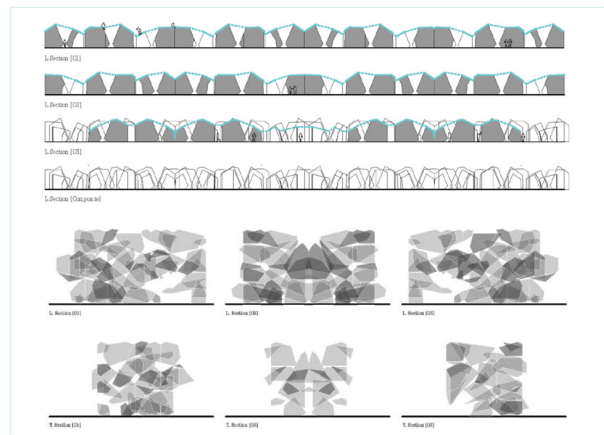 L.Section [01]
L.Section [02]
L.Section [03]
L.Section [Composite]
L. Section [01] L. Section [02] L. Section [03]
T. Section [01] T. Section [02] T. Section [03]